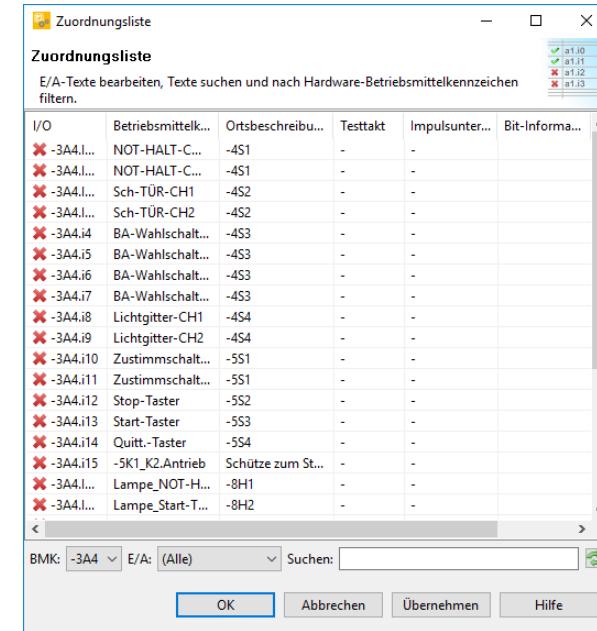 Zuordnungsliste
Zuordnungsliste
E/A-Texte bearbeiten, Texte suchen und nach Hardware-Betriebsmittelkennzeichen
filtern.
a1.i0
a1.i1
a1.i2
a1.i3
I/O Betriebsmittelk... Ortsbeschreibu... Testtakt Impulsunter... Bit-Informa...
-3A4.I... NOT-HALT-C... -4S1 - -
-3A4.I... NOT-HALT-C... -4S1 - -
-3A4.I... Sch-TÜR-CH1 -4S2 - -
-3A4.I... Sch-TÜR-CH2 -4S2 - -
-3A4.i4 BA-Wahlschalt... -4S3 - -
-3A4.i5 BA-Wahlschalt... -4S3 - -
-3A4.i6 BA-Wahlschalt... -4S3 - -
-3A4.i7 BA-Wahlschalt... -4S3 - -
-3A4.i8 Lichtgitter-CH1 -4S4 - -
-3A4.i9 Lichtgitter-CH2 -4S4 - -
-3A4.i10 Zustimmschalt... -5S1 - -
-3A4.i11 Zustimmschalt... -5S1 - -
-3A4.i12 Stop-Taster -5S2 - -
-3A4.i13 Start-Taster -5S3 - -
-3A4.i14 Quitt.-Taster -5S4 - -
-3A4.i15 -5K1_K2.Antrieb Schütze zum St... - -
-3A4.I... Lampe_NOT-H... -8H1 - -
-3A4.I... Lampe_Start-T... -8H2 - -
BMK: -3A4 E/A: (Alle) Suchen:
OK Abbrechen Übernehmen Hilfe